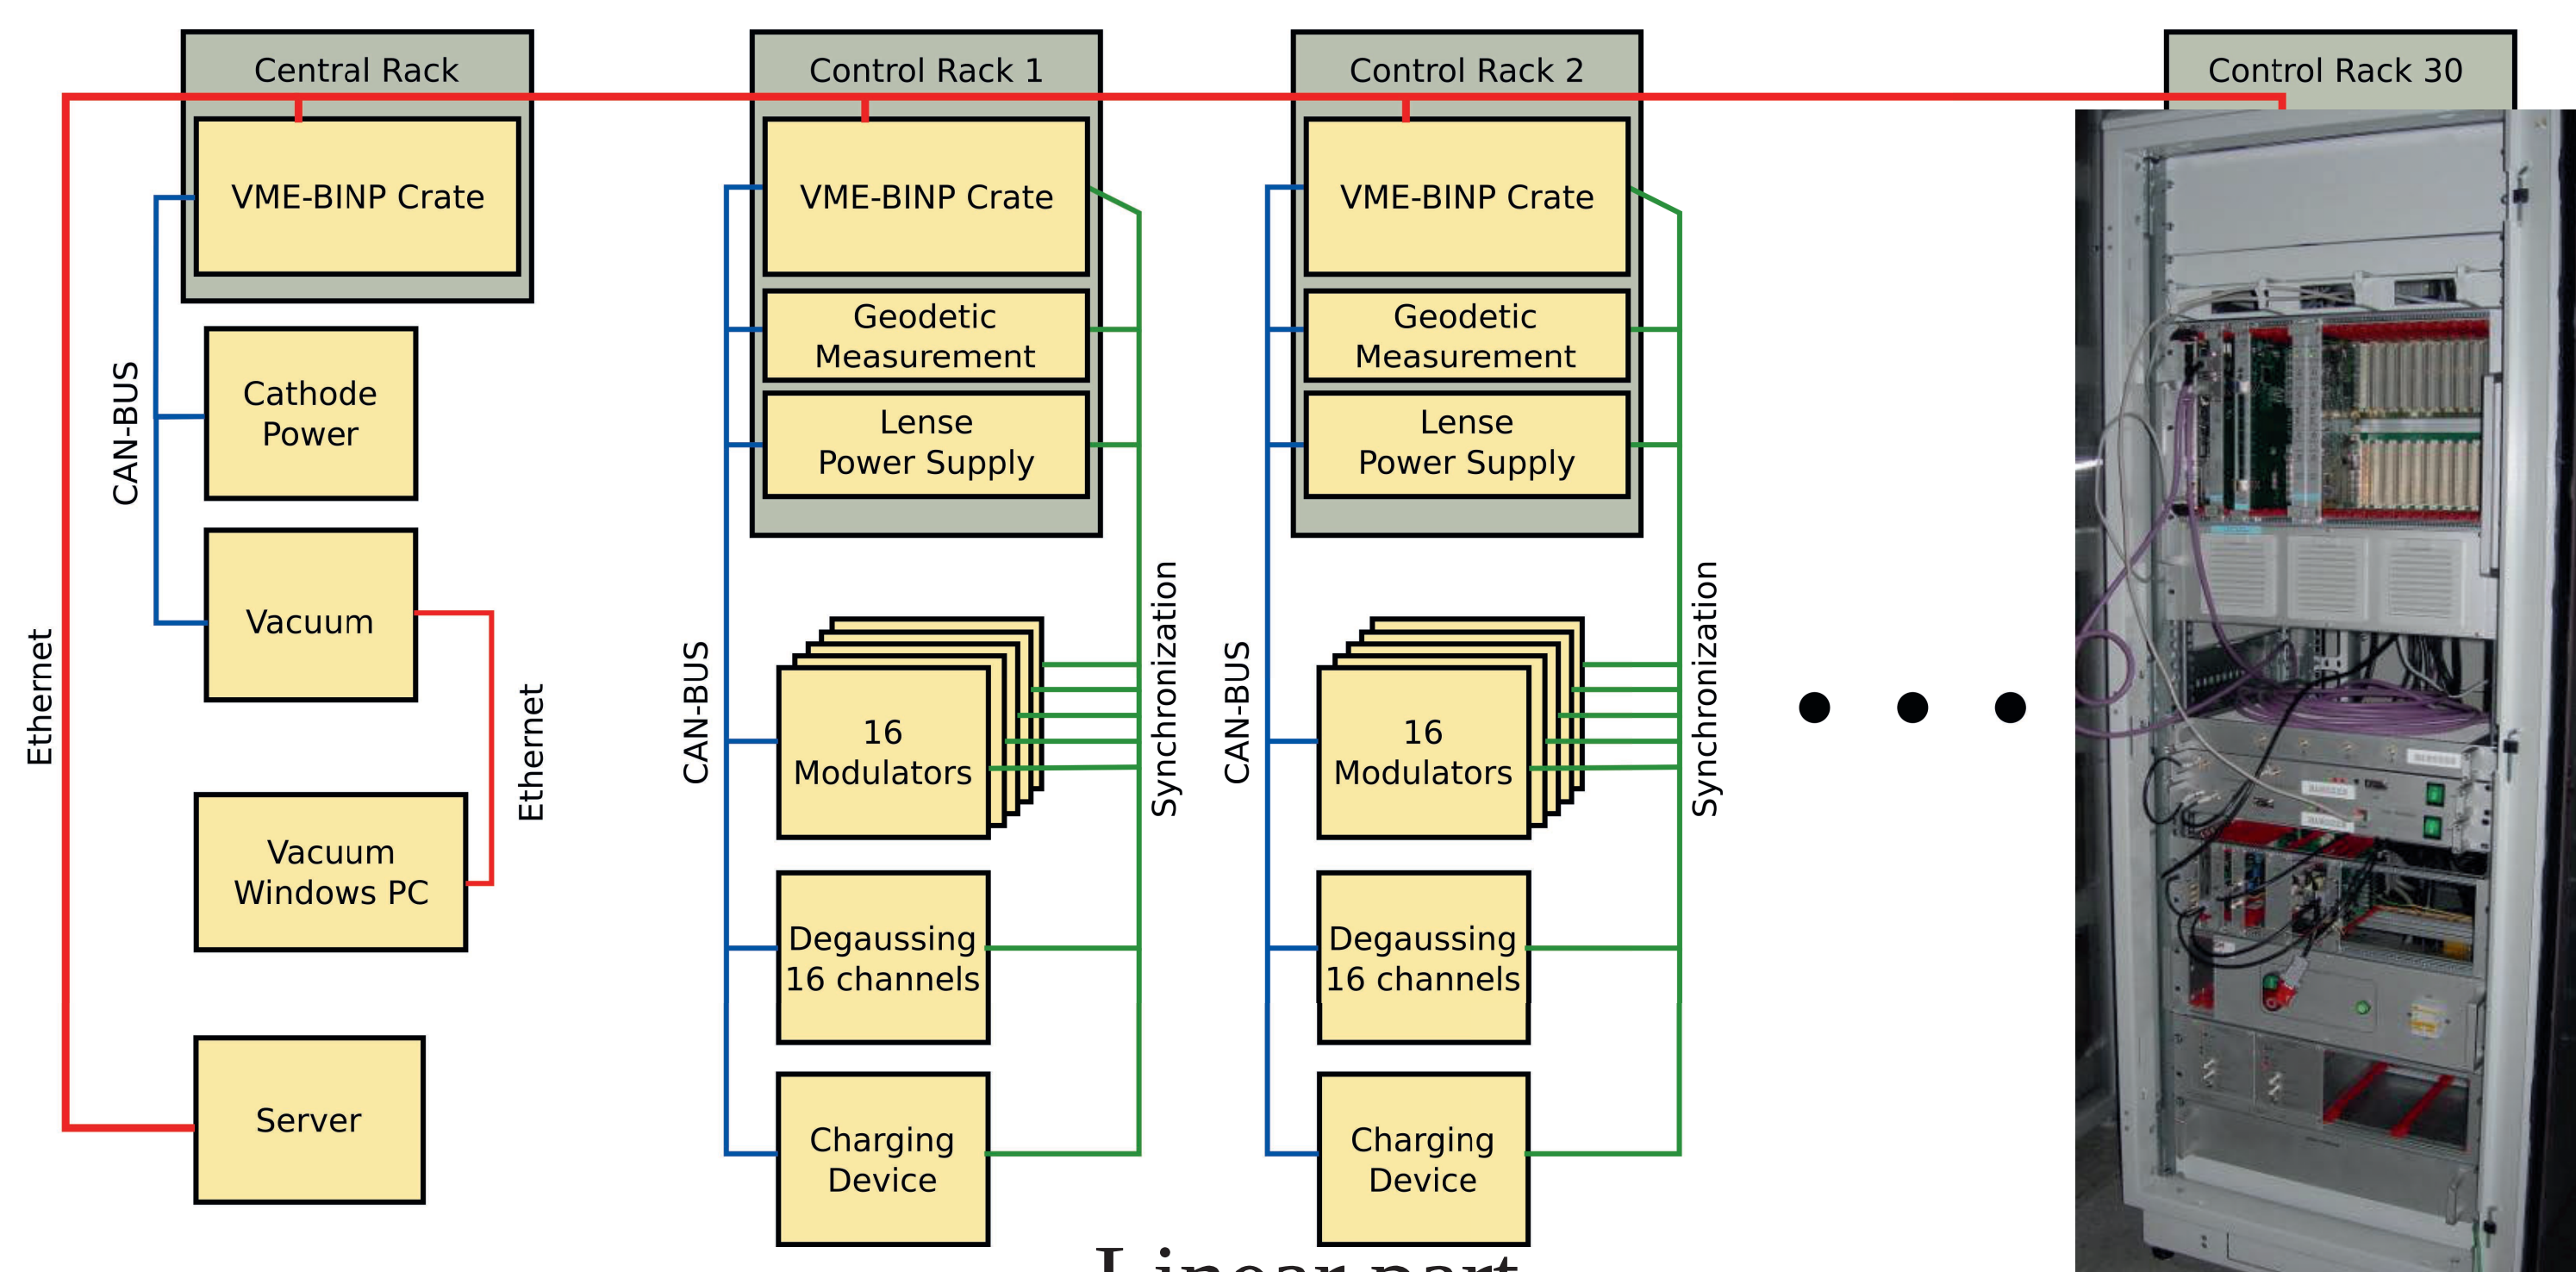 Central Rack
VME-BINP Crate
CAN-BUS
Cathode
Power
Vacuum
Ethernet
Ethernet
Vacuum
Windows PC
Server
Control Rack 1
VME-BINP Crate
Geodetic
Measurement
Lense
Power Supply
CAN-BUS
Synchronization
16
Modulators
Degaussing
16 channels
Charging
Device
Control Rack 2
VME-BINP Crate
Geodetic
Measurement
Lense
Power Supply
CAN-BUS
Synchronization
16
Modulators
Degaussing
16 channels
Charging
Device
Control Rack 30
Linear part